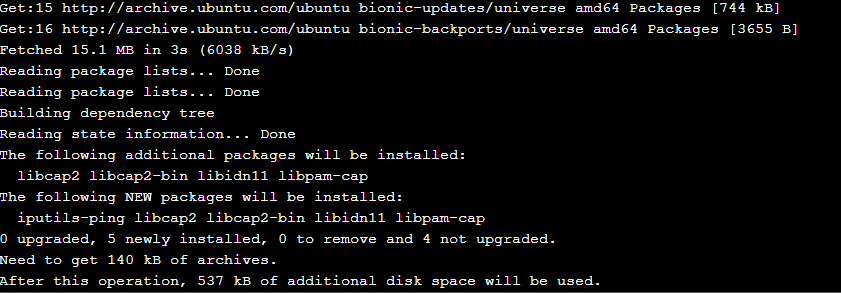 Get:15 http://archive.ubuntu.com/ubuntu bionic-updates/universe amd64 Packages [744 kB]
Get:16 http://archive.ubuntu.com/ubuntu bionic-backports/universe amd64 Packages [3655 B]
Fetched 15.1 MB in 3s (6038 kB/s)
Reading package lists... Done
Reading package lists... Done
Building dependency tree
Reading state information... Done
The following additional packages will be installed:
  libcap2 libcap2-bin libidn11 libpam-cap
The following NEW packages will be installed:
  iputils-ping libcap2 libcap2-bin libidn11 libpam-cap
0 upgraded, 5 newly installed, 0 to remove and 4 not upgraded.
Need to get 140 kB of archives.
After this operation, 537 kB of additional disk space will be used.